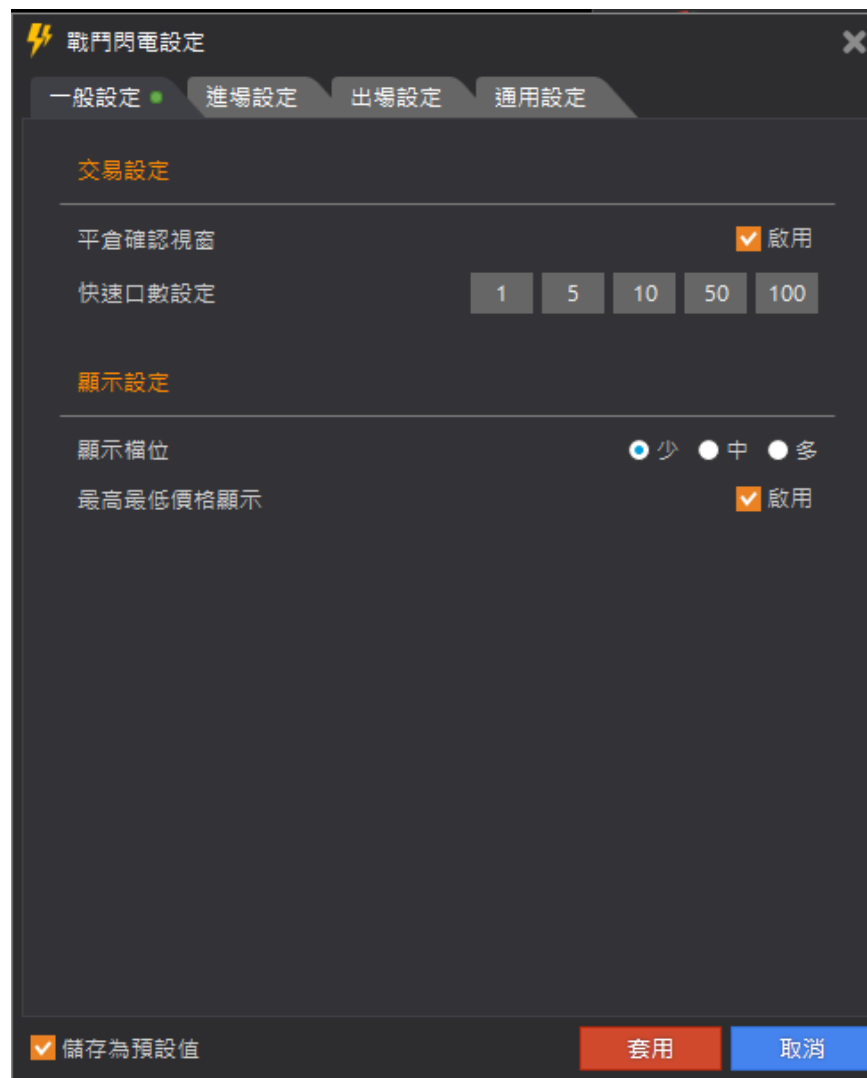 戰鬥閃電設定
一般設定 進場設定 出場設定 通用設定
交易設定
平倉確認視窗 啟用
快速口數設定 1 5 10 50 100
顯示設定
顯示檔位 少 中 多
最高最低價格顯示 啟用
儲存為預設值 套用 取消